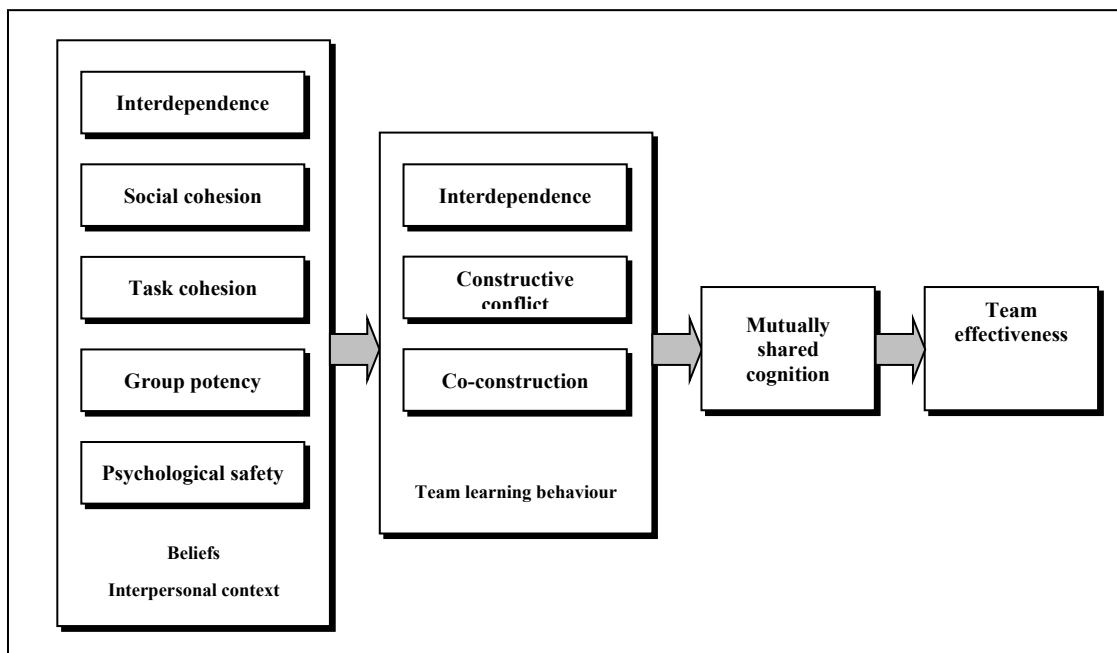 Interdependence
Social cohesion
Task cohesion
Group potency
Psychological safety
Beliefs
Interpersonal context
Interdependence
Constructive
conflict
Co-construction
Team learning behaviour
Mutually
shared
cognition
Team
effectiveness